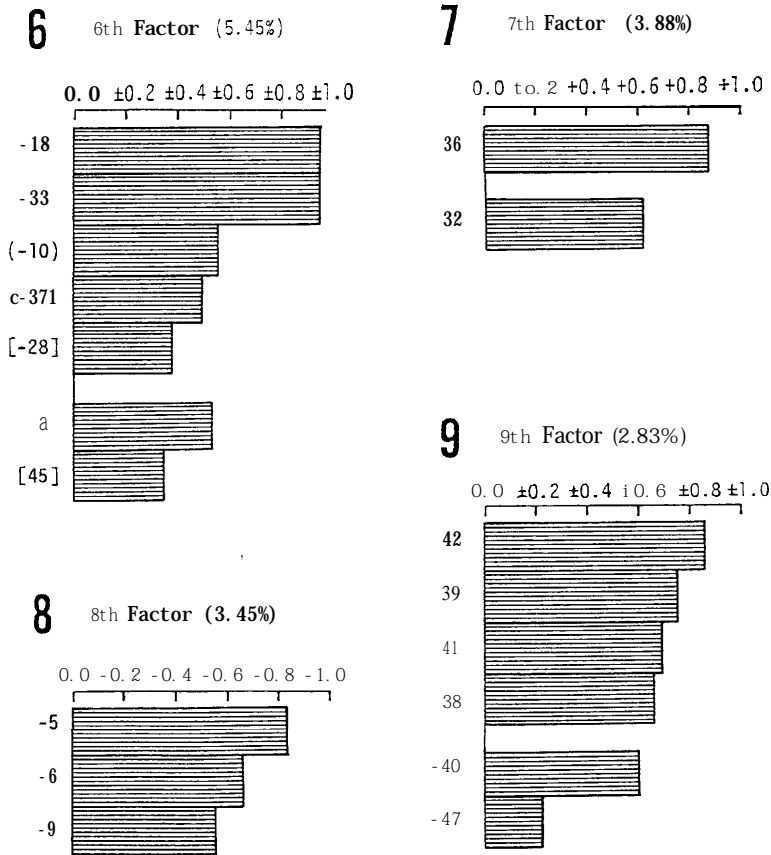 6 6th Factor (5.45%)
0.0 ±0.2 ±0.4 ±0.6 ±0.8 ±1.0
-18
-33
(-10)
c-371
[-28]
a
[45]
7 7th Factor (3.88%)
0.0 to.2 +0.4 +0.6 +0.8 +1.0
36
32
8 8th Factor (3.45%)
0.0 -0.2 -0.4 -0.6 -0.8 -1.0
-5
-6
-9
9 9th Factor (2.83%)
0.0 ±0.2 ±0.4 i0.6 ±0.8 ±1.0
42
39
41
38
-40
-47